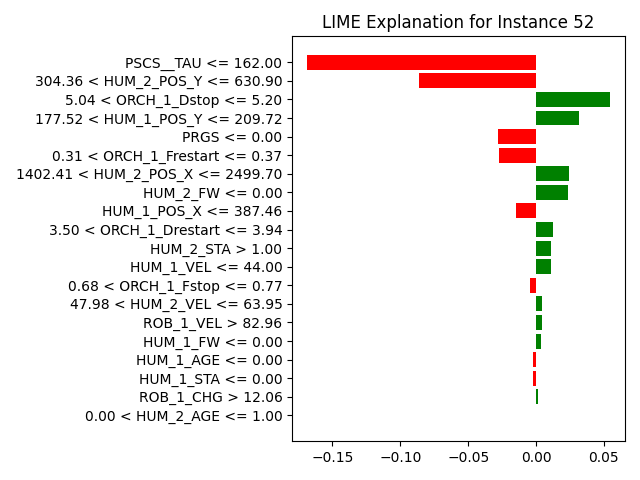 LIME Explanation for Instance 52
PSCS__TAU <= 162.00
304.36 < HUM_2_POS_Y <= 630.90
5.04 < ORCH_1_Dstop <= 5.20
177.52 < HUM_1_POS_Y <= 209.72
PRGS <= 0.00
0.31 < ORCH_1_Frestart <= 0.37
1402.41 < HUM_2_POS_X <= 2499.70
HUM_2_FW <= 0.00
HUM_1_POS_X <= 387.46
3.50 < ORCH_1_Drestart <= 3.94
HUM_2_STA > 1.00
HUM_1_VEL <= 44.00
0.68 < ORCH_1_Fstop <= 0.77
47.98 < HUM_2_VEL <= 63.95
ROB_1_VEL > 82.96
HUM_1_FW <= 0.00
HUM_1_AGE <= 0.00
HUM_1_STA <= 0.00
ROB_1_CHG > 12.06
0.00 < HUM_2_AGE <= 1.00
−0.15 −0.10 −0.05 0.00 0.05